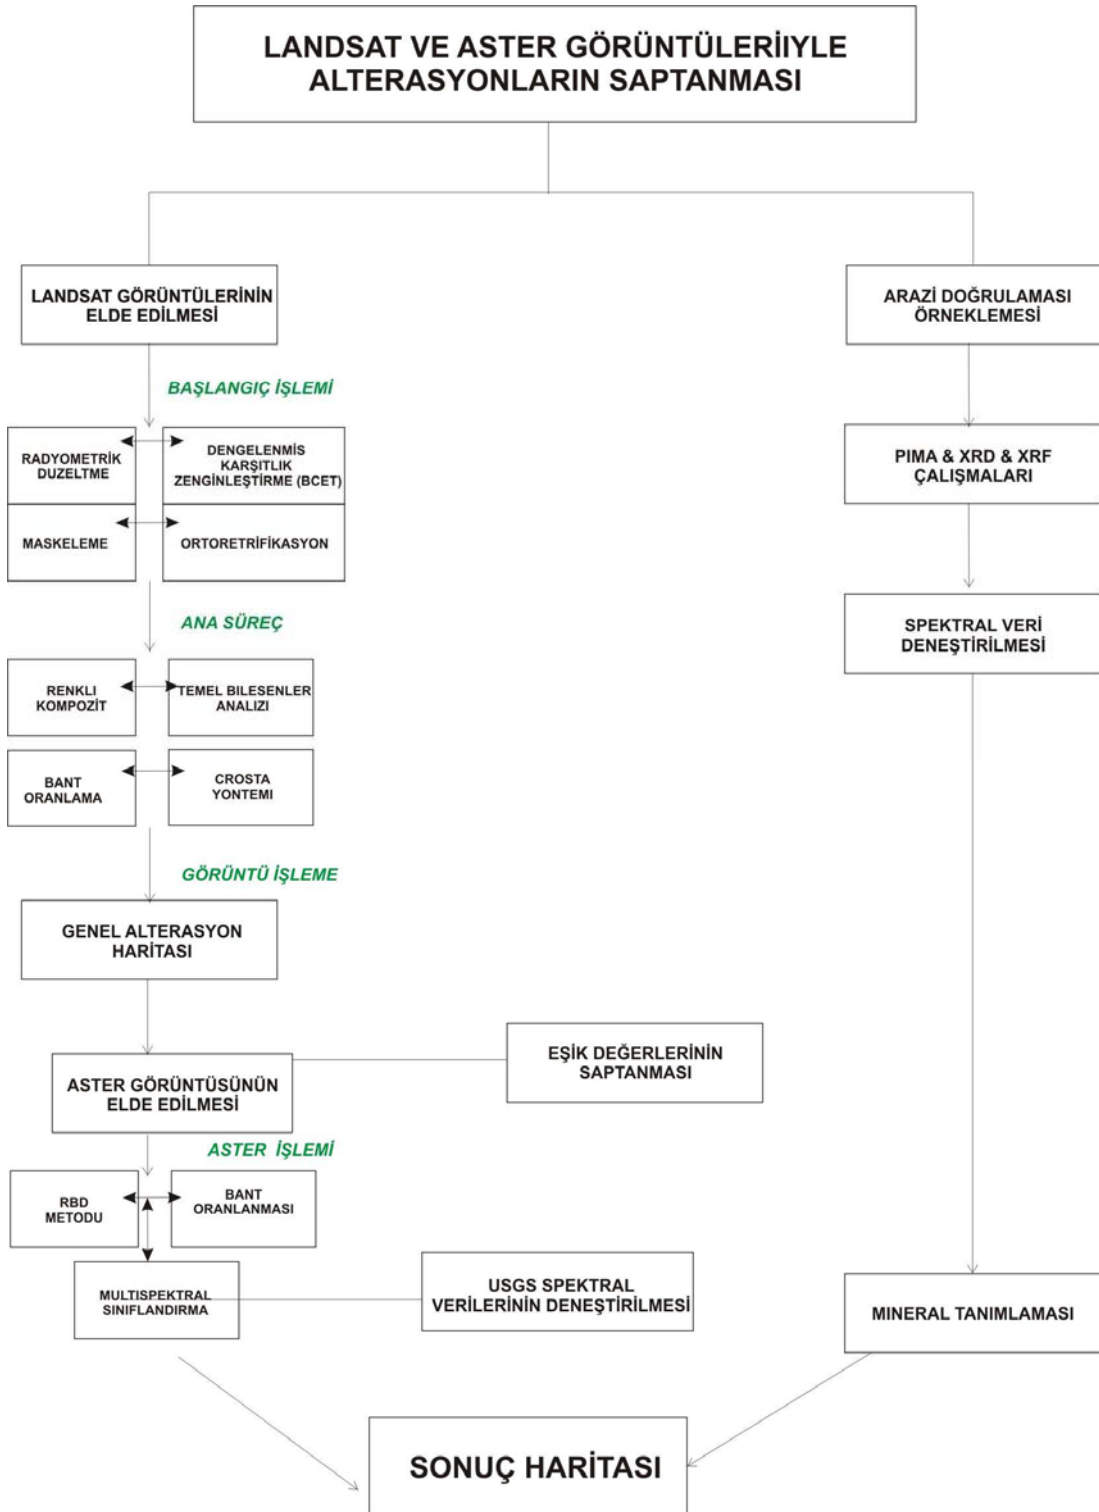 LANDSAT VE ASTER GÖRÜNTÜLERİIYLE
ALTERASYONLARIN SAPTANMASI
LANDSAT GÖRÜNTÜLERİNİN
ELDE EDİLMESİ
ARAZİ DOĞRULAMASI
ÖRNEKLEMESİ
BAŞLANGIÇ İŞLEMİ
RADYOMETRİK
DUZELTME
DENGELENMİS
KARŞITLIK
ZENGİNLEŞTİRME (BCET)
PIMA & XRD & XRF
ÇALIŞMALARI
MASKELEME
ORTORETRİFİKASYON
ANA SÜREÇ
SPEKTRAL VERİ
DENEŞTİRİLMESİ
RENKLI
KOMPOZİT
TEMEL BILESENLER
ANALIZI
BANT
ORANLAMA
CROSTA
YONTEMI
GÖRÜNTÜ İŞLEME
GENEL ALTERASYON
HARİTASI
EŞİK DEĞERLERİNİN
SAPTANMASI
ASTER GÖRÜNTÜSÜNÜN
ELDE EDİLMESİ
ASTER İŞLEMİ
RBD
METODU
BANT
ORANLANMASI
MULTISPEKTRAL
SINIFLANDIRMA
USGS SPEKTRAL
VERİLERİNİN DENEŞTİRİLMESİ
MINERAL TANIMLAMASI
SONUÇ HARİTASI